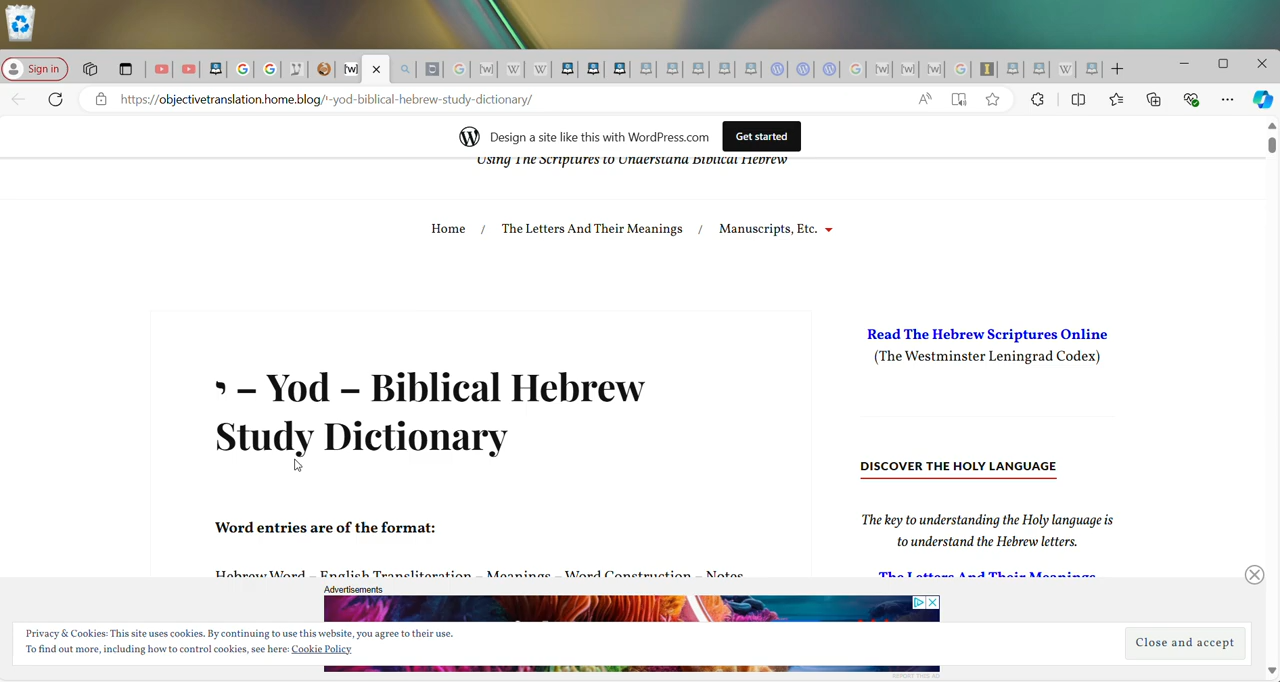 Sign in
https://objectivetranslation.home.blog/י-yod-biblical-hebrew-study-dictionary/
Design a site like this with WordPress.com
Get started
Using The Scriptures to Understand Biblical Hebrew
Home / The Letters And Their Meanings / Manuscripts, Etc.
י – Yod – Biblical Hebrew
Study Dictionary
Word entries are of the format:
Hebrew Word – English Transliteration – Meanings – Word Construction – Notes
Read The Hebrew Scriptures Online
(The Westminster Leningrad Codex)
DISCOVER THE HOLY LANGUAGE
The key to understanding the Holy language is
to understand the Hebrew letters.
The Letters And Their Meanings
Advertisements
Privacy & Cookies: This site uses cookies. By continuing to use this website, you agree to their use.
To find out more, including how to control cookies, see here: Cookie Policy
Close and accept
REPORT THIS AD